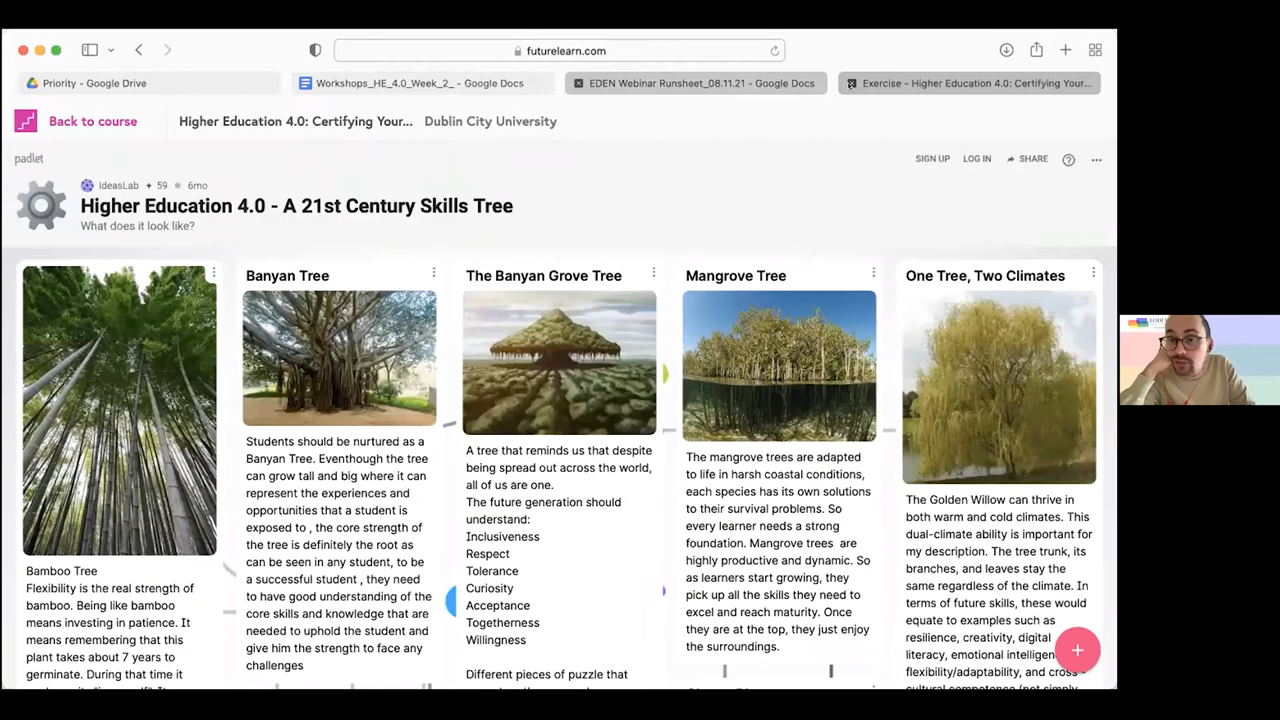 futurelearn.com
Priority - Google Drive
Workshops_HE_4.0_Week_2_ - Google Docs
EDEN Webinar Runsheet_08.11.21 - Google Docs
Exercise - Higher Education 4.0: Certifying Your...
Back to course
Higher Education 4.0: Certifying Your...
Dublin City University
padlet
SIGN UP
LOG IN
SHARE
IdeasLab + 59 6mo
Higher Education 4.0 - A 21st Century Skills Tree
What does it look like?
Bamboo Tree
Flexibility is the real strength of
bamboo. Being like bamboo
means investing in patience. It
means remembering that this
plant takes about 7 years to
germinate. During that time it
Banyan Tree
Students should be nurtured as a
Banyan Tree. Eventhough the tree
can grow tall and big where it can
represent the experiences and
opportunities that a student is
exposed to , the core strength of
the tree is definitely the root as
can be seen in any student, to be
a successful student , they need
to have good understanding of the
core skills and knowledge that are
needed to uphold the student and
give him the strength to face any
challenges
The Banyan Grove Tree
A tree that reminds us that despite
being spread out across the world,
all of us are one.
The future generation should
understand:
Inclusiveness
Respect
Tolerance
Curiosity
Acceptance
Togetherness
Willingness
Different pieces of puzzle that
Mangrove Tree
The mangrove trees are adapted
to life in harsh coastal conditions,
each species has its own solutions
to their survival problems. So
every learner needs a strong
foundation. Mangrove trees are
highly productive and dynamic. So
as learners start growing, they
pick up all the skills they need to
excel and reach maturity. Once
they are at the top, they just enjoy
the surroundings.
One Tree, Two Climates
The Golden Willow can thrive in
both warm and cold climates. This
dual-climate ability is important for
my description. The tree trunk, its
branches, and leaves stay the
same regardless of the climate. In
terms of future skills, these would
equate to examples such as
resilience, creativity, digital
literacy, emotional intelligen
flexibility/adaptability, and cross-
cultural competence (not simply